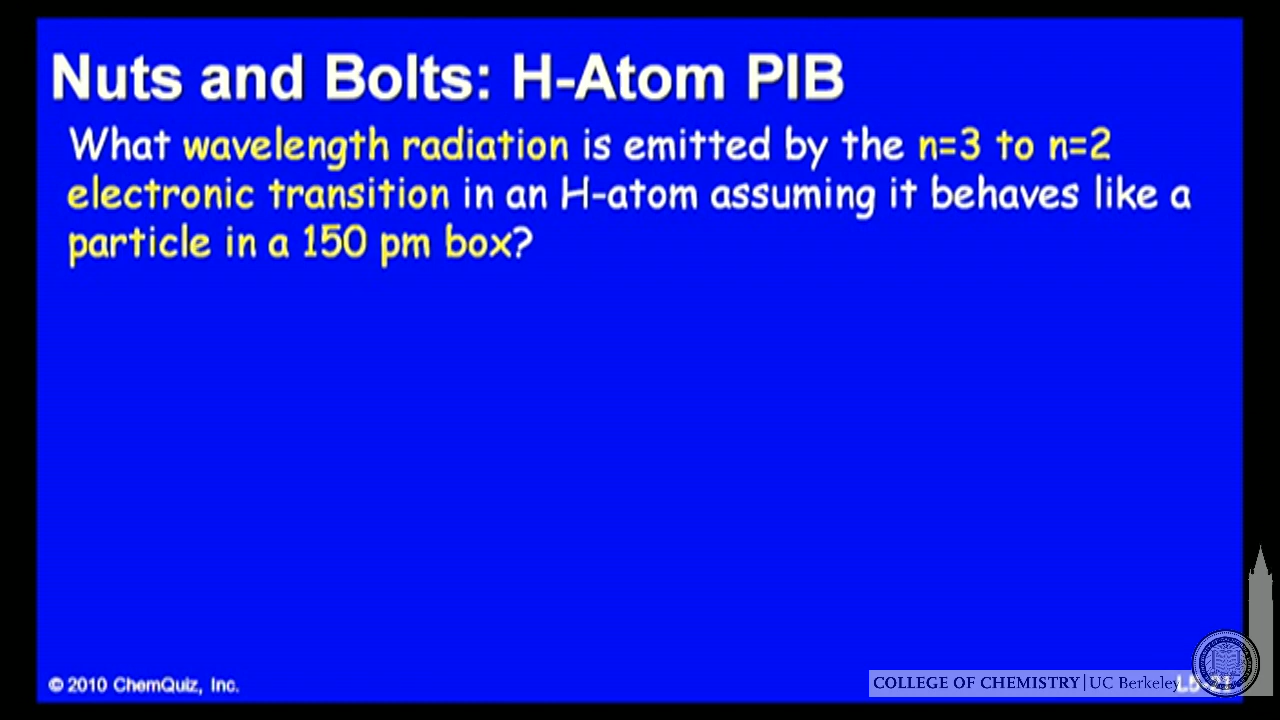 Nuts and Bolts: H-Atom PIB
What wavelength radiation is emitted by the n=3 to n=2
electronic transition in an H-atom assuming it behaves like a
particle in a 150 pm box?
© 2010 ChemQuiz, Inc.
COLLEGE OF CHEMISTRY | UC Berkeley